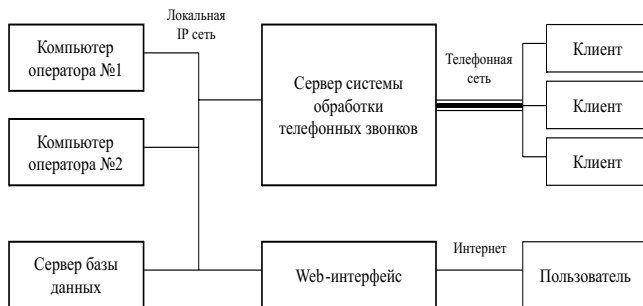 Компьютер
оператора №1
Локальная
IP сеть
Сервер системы
обработки
телефонных звонков
Телефонная
сеть
Клиент
Клиент
Клиент
Компьютер
оператора №2
Сервер базы
данных
Web-интерфейс
Интернет
Пользователь